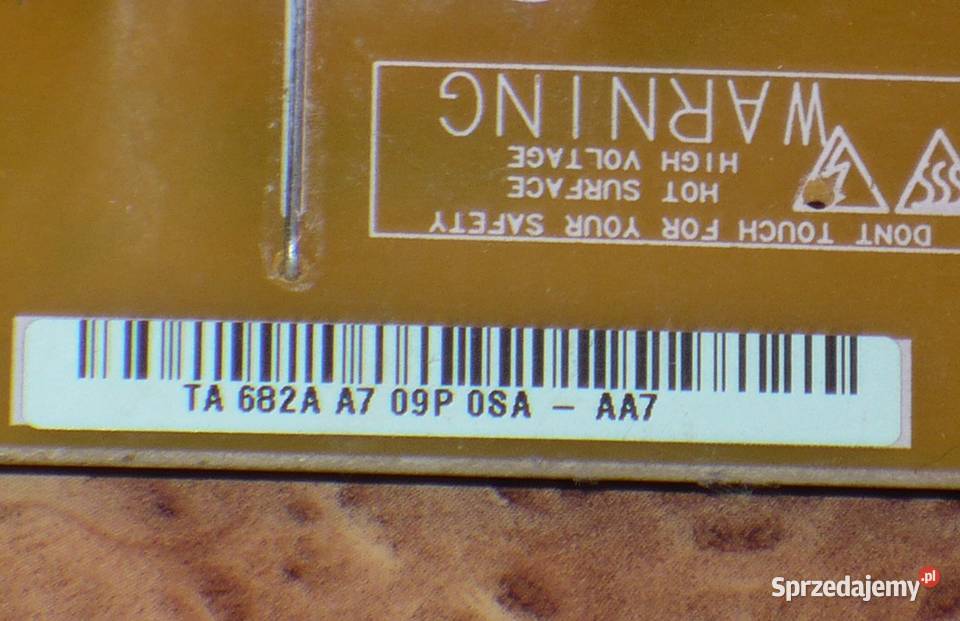 WARNING
HIGH VOLTAGE
HOT SURFACE
DONT TOUCH FOR YOUR SAFETY
TA 682A A7 09P 0SA - AA7
Sprzedajemy.pl